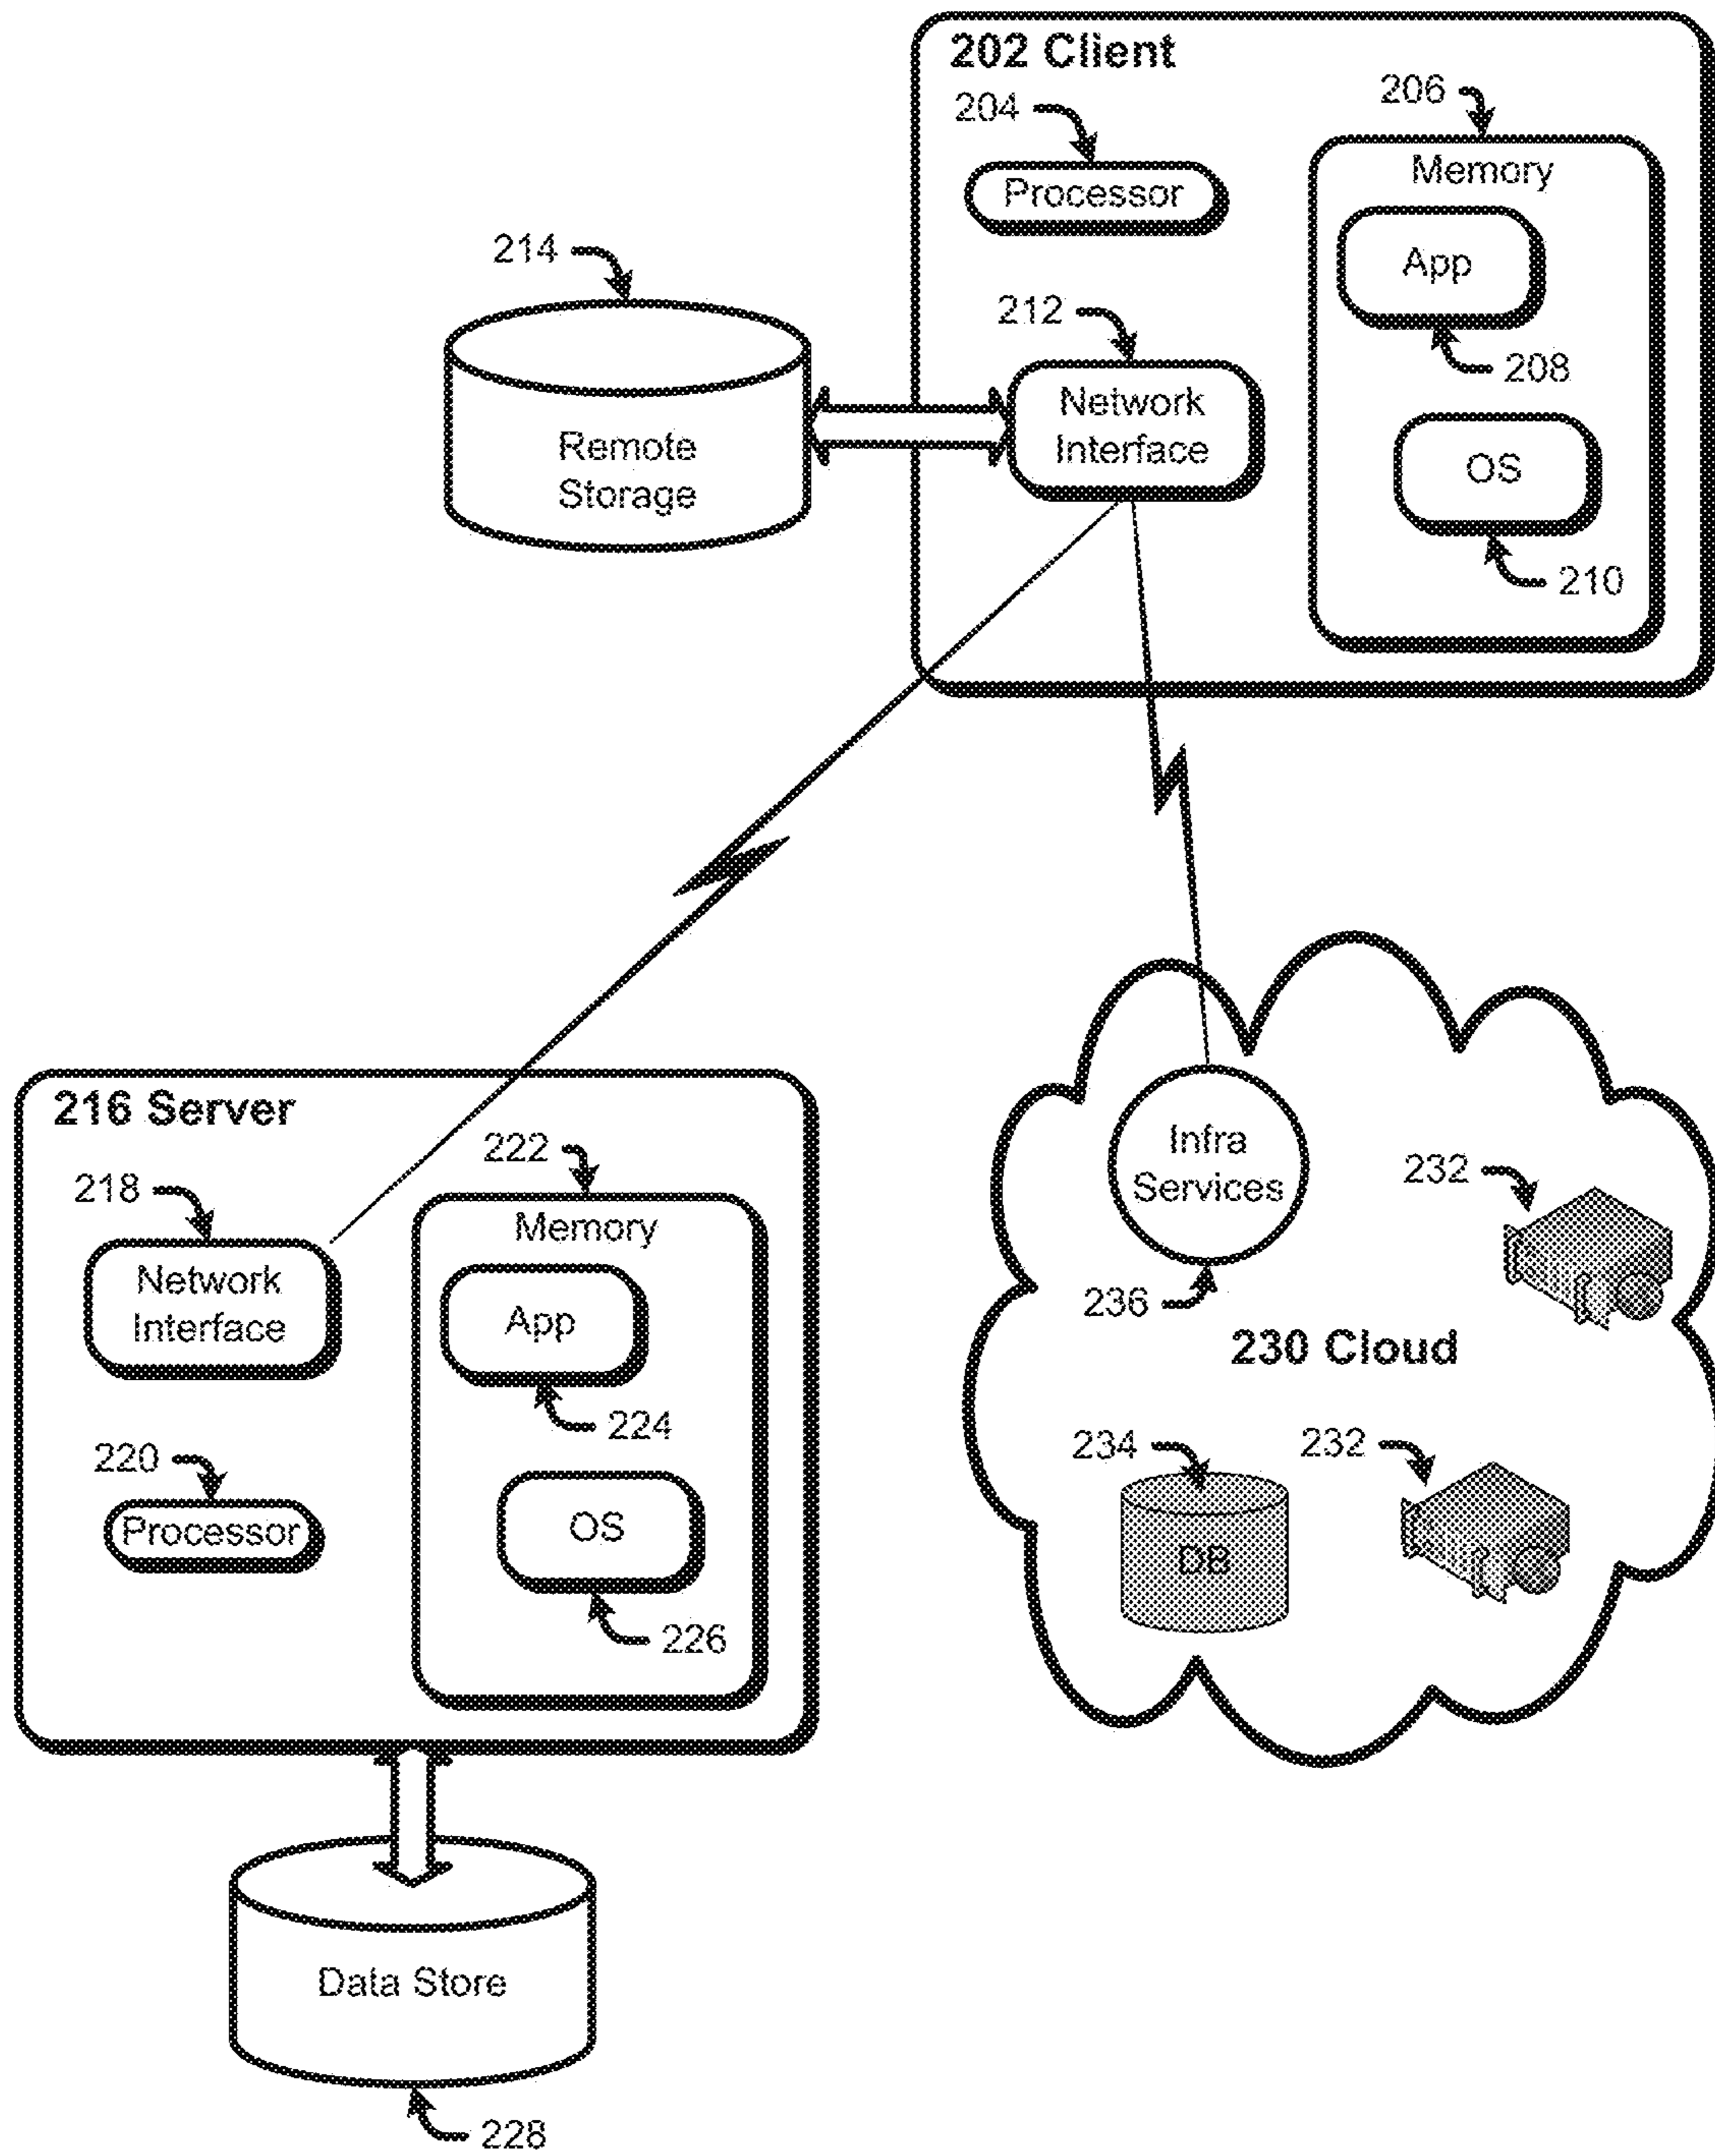 202 Client
204
206
Processor
Memory
App
208
OS
210
212
Network
Interface
214
Remote
Storage
216 Server
218
222
Network
Interface
Memory
App
224
220
Processor
OS
226
Data Store
228
Infra
Services
236
232
230 Cloud
234
232
DB